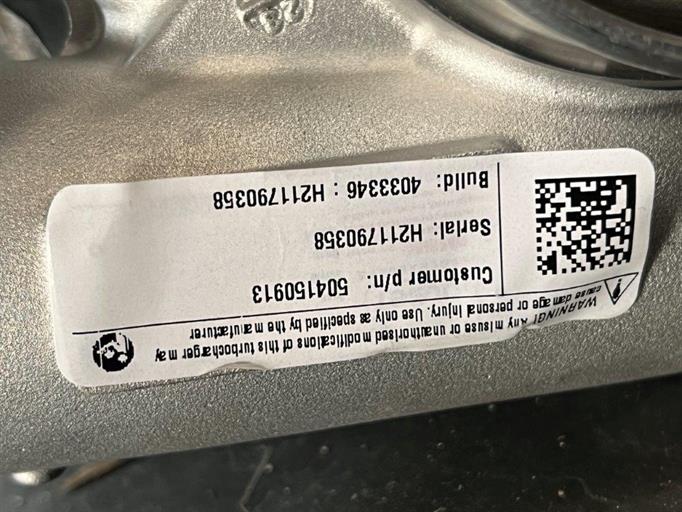 WARNING! Any misuse or unauthorised modifications of this turbocharger may
cause damage or personal injury. Use only as specified by the manufacturer
Customer p/n: 504150913
Serial: H211790358
Build: 4033346 : H211790358